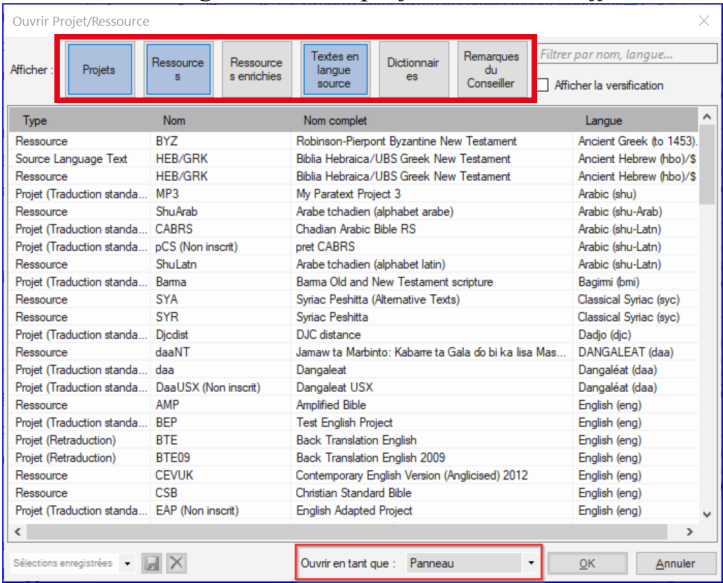 Ouvrir Projet/Ressource
Afficher :
Projets
Ressource
s
Ressource
s enrichies
Textes en
langue
source
Dictionnair
es
Remarques
du
Conseiller
Filtrer par nom, langue...
Afficher la versification
Type Nom Nom complet Langue
Ressource BYZ Robinson-Pierpont Byzantine New Testament Ancient Greek (to 1453).
Source Language Text HEB/GRK Biblia Hebraica/UBS Greek New Testament Ancient Hebrew (hbo)/$
Ressource HEB/GRK Biblia Hebraica/UBS Greek New Testament Ancient Hebrew (hbo)/$
Projet (Traduction standa... MP3 My Paratext Project 3 Arabic (shu)
Ressource ShuArab Arabe tchadien (alphabet arabe) Arabic (shu-Arab)
Projet (Traduction standa... CABRS Chadian Arabic Bible RS Arabic (shu-Latn)
Projet (Traduction standa... pCS (Non inscrit) pret CABRS Arabic (shu-Latn)
Ressource ShuLatn Arabe tchadien (alphabet latin) Arabic (shu-Latn)
Projet (Traduction standa... Barma Barma Old and New Testament scripture Bagirmi (bmi)
Ressource SYA Syriac Peshitta (Alternative Texts) Classical Syriac (syc)
Ressource SYR Syriac Peshitta Classical Syriac (syc)
Projet (Traduction standa... Djcdist DJC distance Dadjo (djc)
Ressource daaNT Jamaw ta Marbinto: Kabarre ta Gala do bi ka lisa Mas... DANGALEAT (daa)
Projet (Traduction standa... daa Dangaleat Dangaléat (daa)
Projet (Traduction standa... DaaUSX (Non inscrit) Dangaleat USX Dangaléat (daa)
Ressource AMP Amplified Bible English (eng)
Projet (Traduction standa... BEP Test English Project English (eng)
Projet (Retraduction) BTE Back Translation English English (eng)
Projet (Retraduction) BTE09 Back Translation English 2009 English (eng)
Ressource CEVUK Contemporary English Version (Anglicised) 2012 English (eng)
Ressource CSB Christian Standard Bible English (eng)
Projet (Traduction standa... EAP (Non inscrit) English Adapted Project English (eng)
Sélections enregistrées Ouvrir en tant que : Panneau OK Annuler